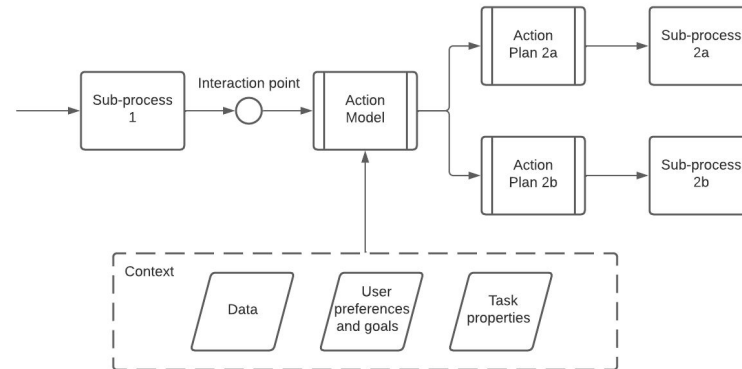 Sub-process
1
Interaction point
Action
Model
Action
Plan 2a
Sub-process
2a
Action
Plan 2b
Sub-process
2b
Context
Data
User
preferences
and goals
Task
properties